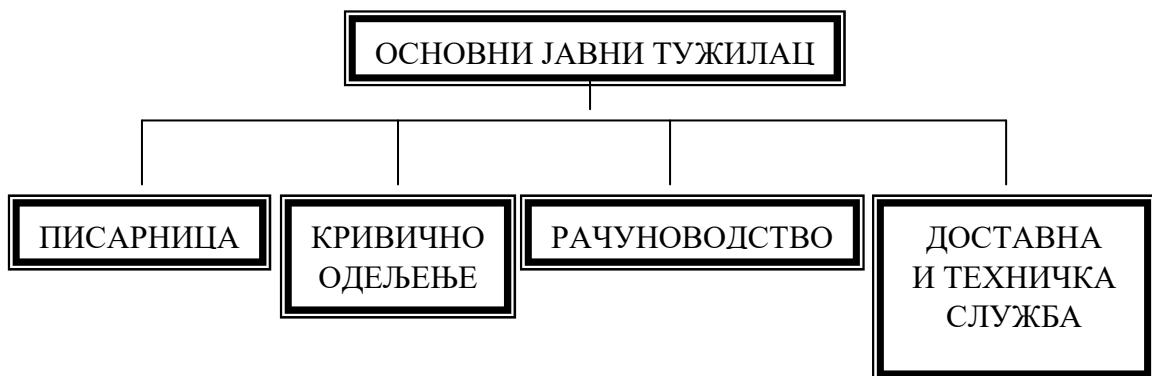 ОСНОВНИ ЈАВНИ ТУЖИЛАЦ
ПИСАРНИЦА
КРИВИЧНО
ОДЕЉЕЊЕ
РАЧУНОВОДСТВО
ДОСТАВНА
И ТЕХНИЧКА
СЛУЖБА